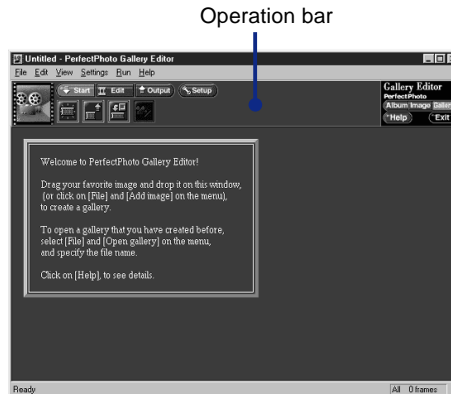 Operation bar
Untitled - PerfectPhoto Gallery Editor
File Edit View Settings Run Help
Start Edit Output Setup
Gallery Editor
PerfectPhoto
Album Image Gallery
Help Exit
Welcome to PerfectPhoto Gallery Editor!
Drag your favorite image and drop it on this window,
(or click on [File] and [Add image] on the menu),
to create a gallery.
To open a gallery that you have created before,
select [File] and [Open gallery] on the menu,
and specify the file name.
Click on [Help], to see details.
Ready
All 0 frames